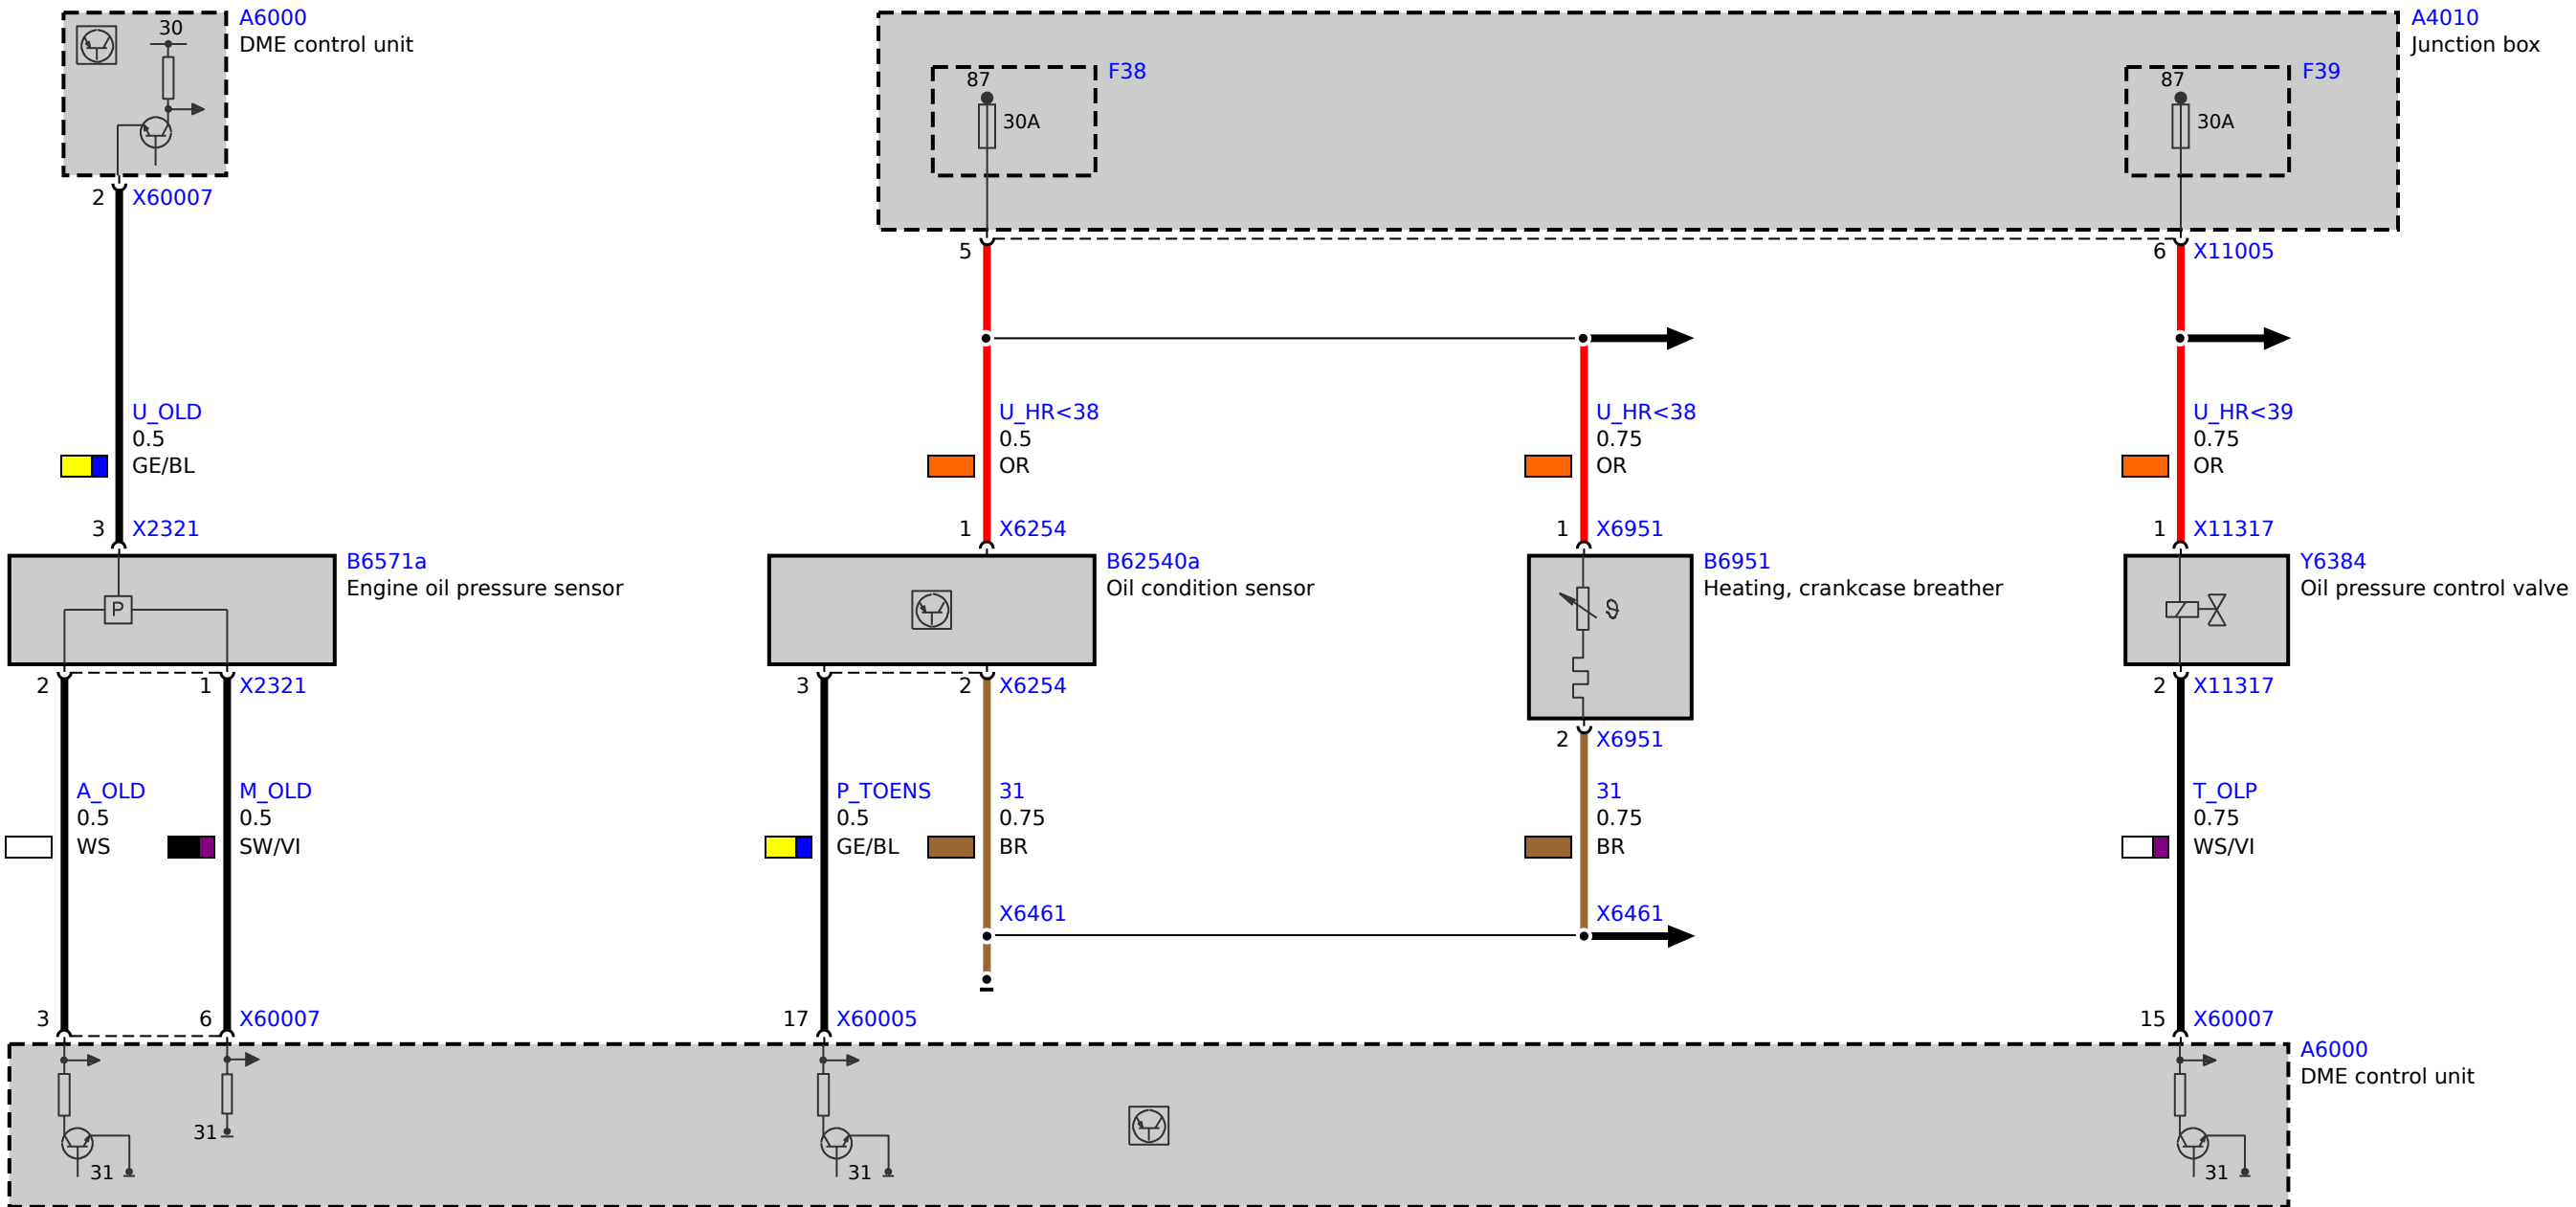 A6000
DME control unit
30
2 X60007
A4010
Junction box
F38
87
30A
F39
87
30A
5
6 X11005
U_OLD
0.5
GE/BL
U_HR<38
0.5
OR
U_HR<38
0.75
OR
U_HR<39
0.75
OR
3 X2321
1 X6254
1 X6951
1 X11317
B6571a
Engine oil pressure sensor
P
B62540a
Oil condition sensor
B6951
Heating, crankcase breather
ϑ
Y6384
Oil pressure control valve
2
1 X2321
3
2 X6254
2 X6951
2 X11317
A_OLD
0.5
WS
M_OLD
0.5
SW/VI
P_TOENS
0.5
GE/BL
31
0.75
BR
31
0.75
BR
T_OLP
0.75
WS/VI
X6461
X6461
3
6 X60007
17 X60005
15 X60007
A6000
DME control unit
31
31
31
31